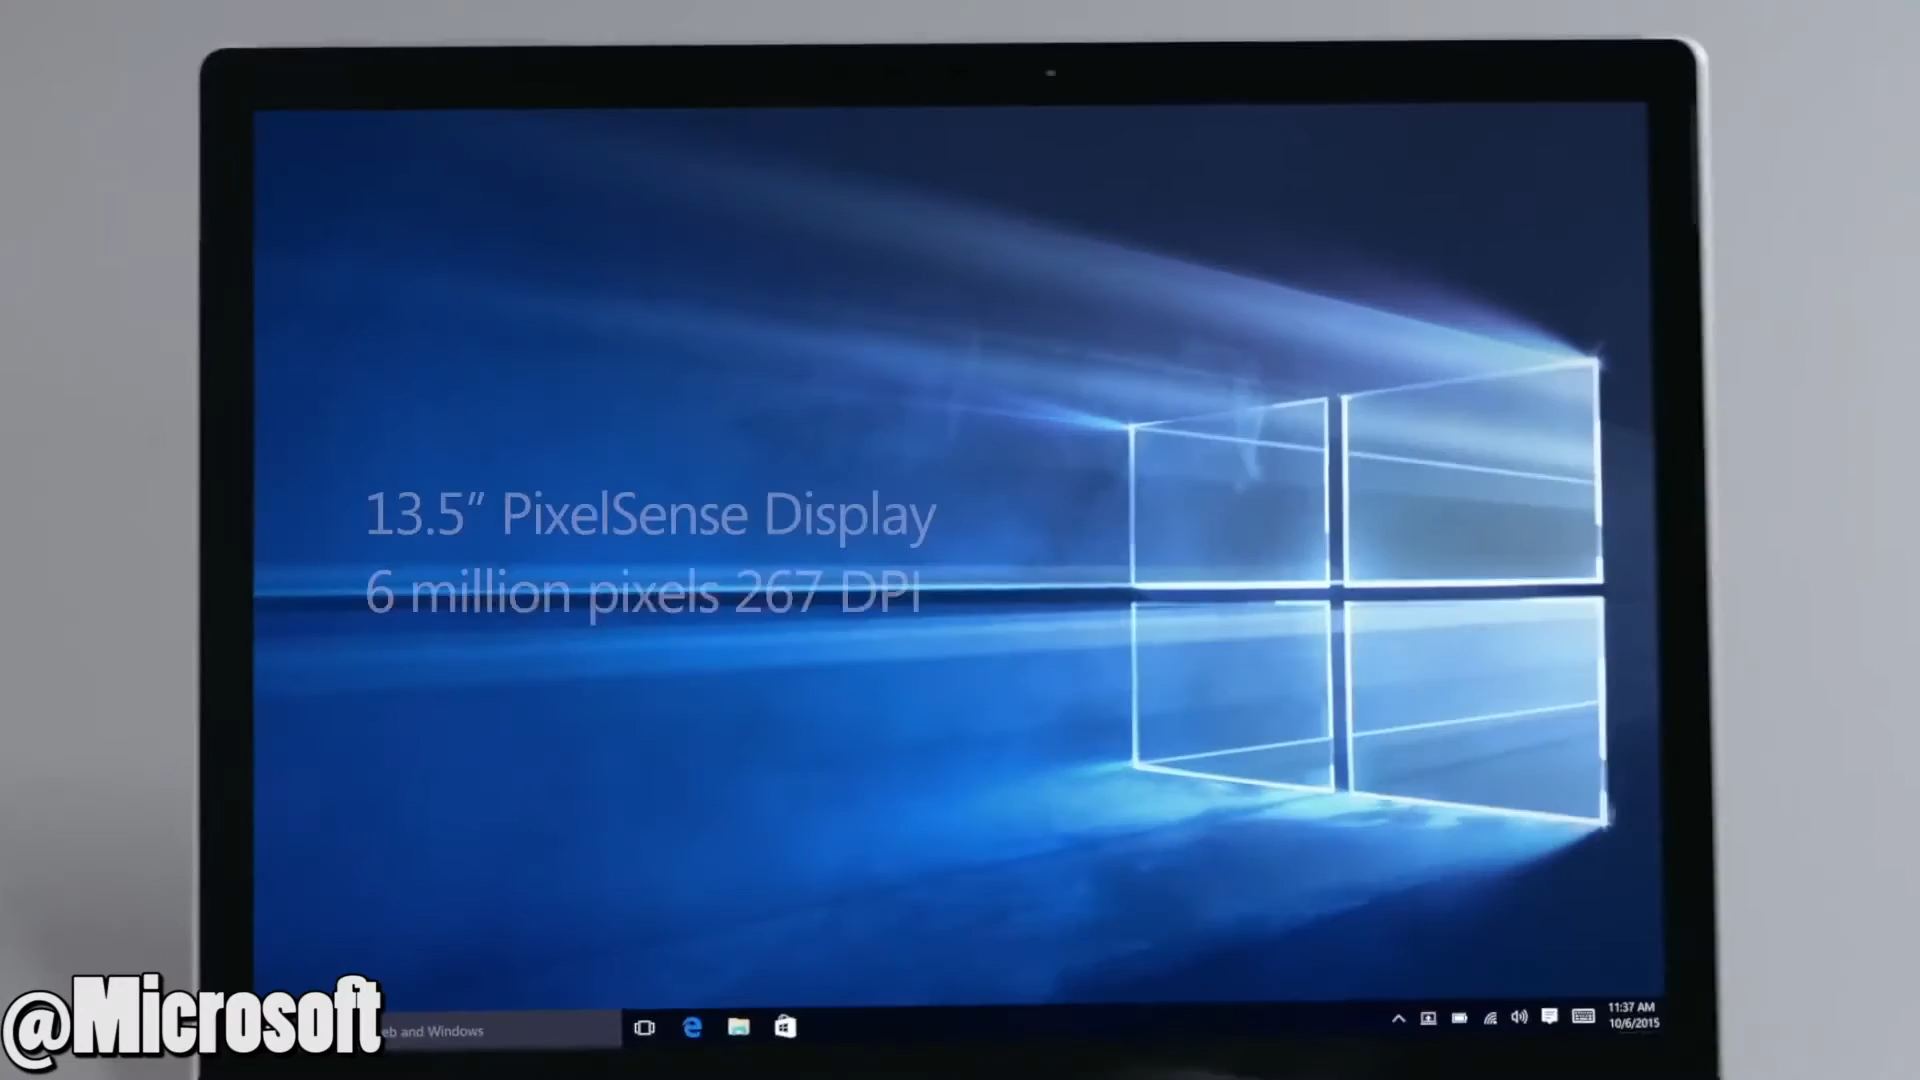 13.5″ PixelSense Display
6 million pixels 267 DPI
@Microsoft
eb and Windows
11:37 AM
10/6/2015